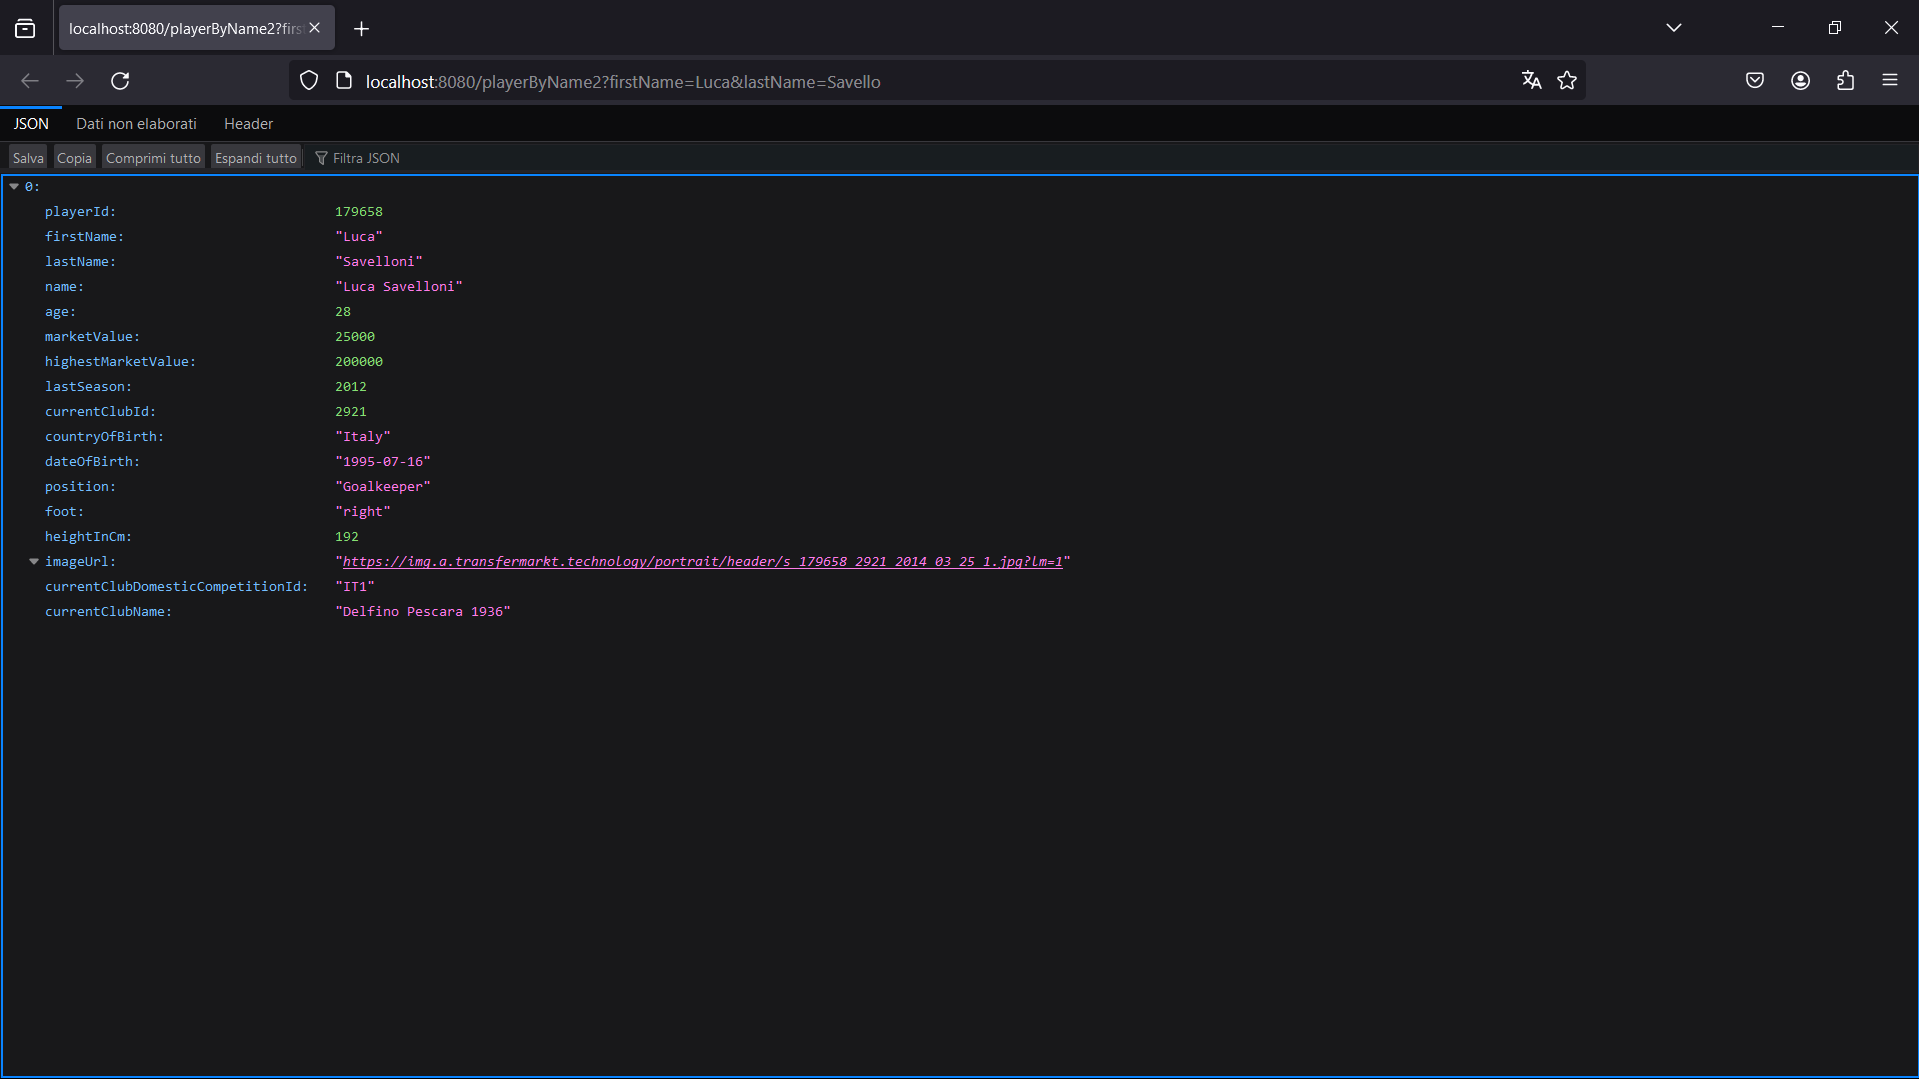 localhost:8080/playerByName2?firs
localhost:8080/playerByName2?firstName=Luca&lastName=Savello
JSON Dati non elaborati Header
Salva Copia Comprimi tutto Espandi tutto Filtra JSON
0:
playerId: 179658
firstName: "Luca"
lastName: "Savelloni"
name: "Luca Savelloni"
age: 28
marketValue: 25000
highestMarketValue: 200000
lastSeason: 2012
currentClubId: 2921
countryOfBirth: "Italy"
dateOfBirth: "1995-07-16"
position: "Goalkeeper"
foot: "right"
heightInCm: 192
imageUrl: "https://img.a.transfermarkt.technology/portrait/header/s_179658_2921_2014_03_25_1.jpg?lm=1"
currentClubDomesticCompetitionId: "IT1"
currentClubName: "Delfino Pescara 1936"